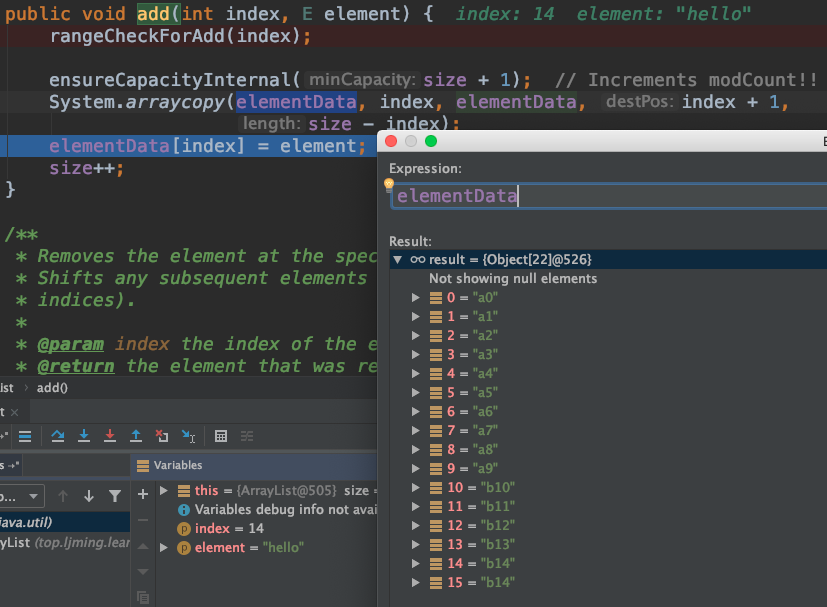 public void add(int index, E element) {  index: 14  element: "hello"
rangeCheckForAdd(index);
ensureCapacityInternal( minCapacity: size + 1);  // Increments modCount!!
System.arraycopy(elementData, index, elementData, destPos: index + 1,
length: size - index);
elementData[index] = element;
size++;
}
/**
* Removes the element at the spec
* Shifts any subsequent elements
* indices).
*
* @param index the index of the e
* @return the element that was re
ist > add()
t ×
Expression:
elementData
Result:
result = {Object[22]@526}
Not showing null elements
0 = "a0"
1 = "a1"
2 = "a2"
3 = "a3"
4 = "a4"
5 = "a5"
6 = "a6"
7 = "a7"
8 = "a8"
9 = "a9"
10 = "b10"
11 = "b11"
12 = "b12"
13 = "b13"
14 = "b14"
15 = "b14"
s
Variables
o...
java.util)
yList (top.ljming.lear
this = {ArrayList@505} size =
Variables debug info not avai
index = 14
element = "hello"